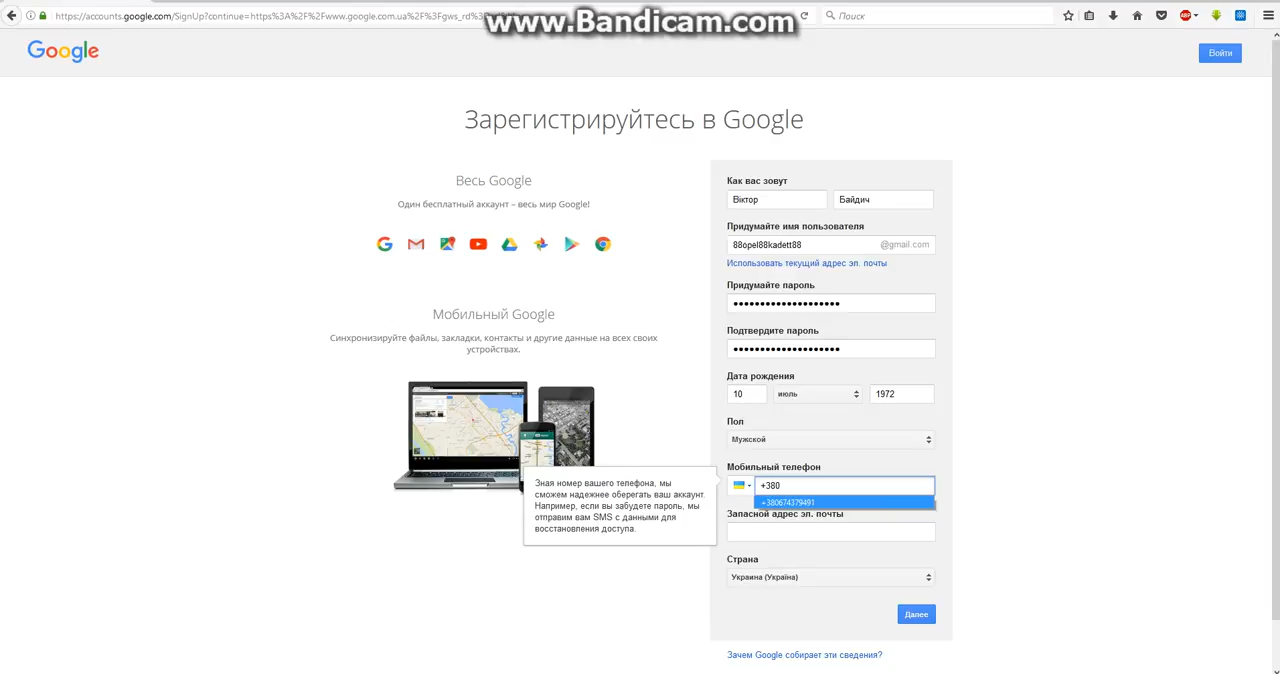 https://accounts.google.com/SignUp?continue=https%3A%2F%2Fwww.google.com.ua%2F%3Fgws_rd%
www.Bandicam.com
Поиск
ABP
Google
Войти
Зарегистрируйтесь в Google
Весь Google
Один бесплатный аккаунт – весь мир Google!
Мобильный Google
Синхронизируйте файлы, закладки, контакты и другие данные на всех своих
устройствах.
Как вас зовут
Віктор
Байдич
Придумайте имя пользователя
88opel88kadett88
@gmail.com
Использовать текущий адрес эл. почты
Придумайте пароль
Подтвердите пароль
Дата рождения
10
июль
1972
Пол
Мужской
Мобильный телефон
+380
+380674379491
Зная номер вашего телефона, мы
сможем надежнее оберегать ваш аккаунт.
Например, если вы забудете пароль, мы
отправим вам SMS с данными для
восстановления доступа.
Запасной адрес эл. почты
Страна
Украина (Україна)
Далее
Зачем Google собирает эти сведения?